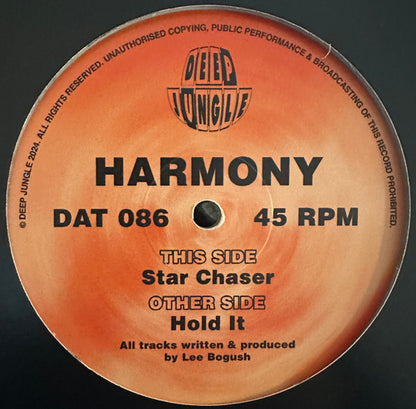 © DEEP JUNGLE 2024. ALL RIGHTS RESERVED. UNAUTHORISED COPYING, PUBLIC PERFORMANCE & BROADCASTING OF THIS RECORD PROHIBITED.
DEEP
JUNGLE
HARMONY
DAT 086 45 RPM
THIS SIDE
Star Chaser
OTHER SIDE
Hold It
All tracks written & produced
by Lee Bogush